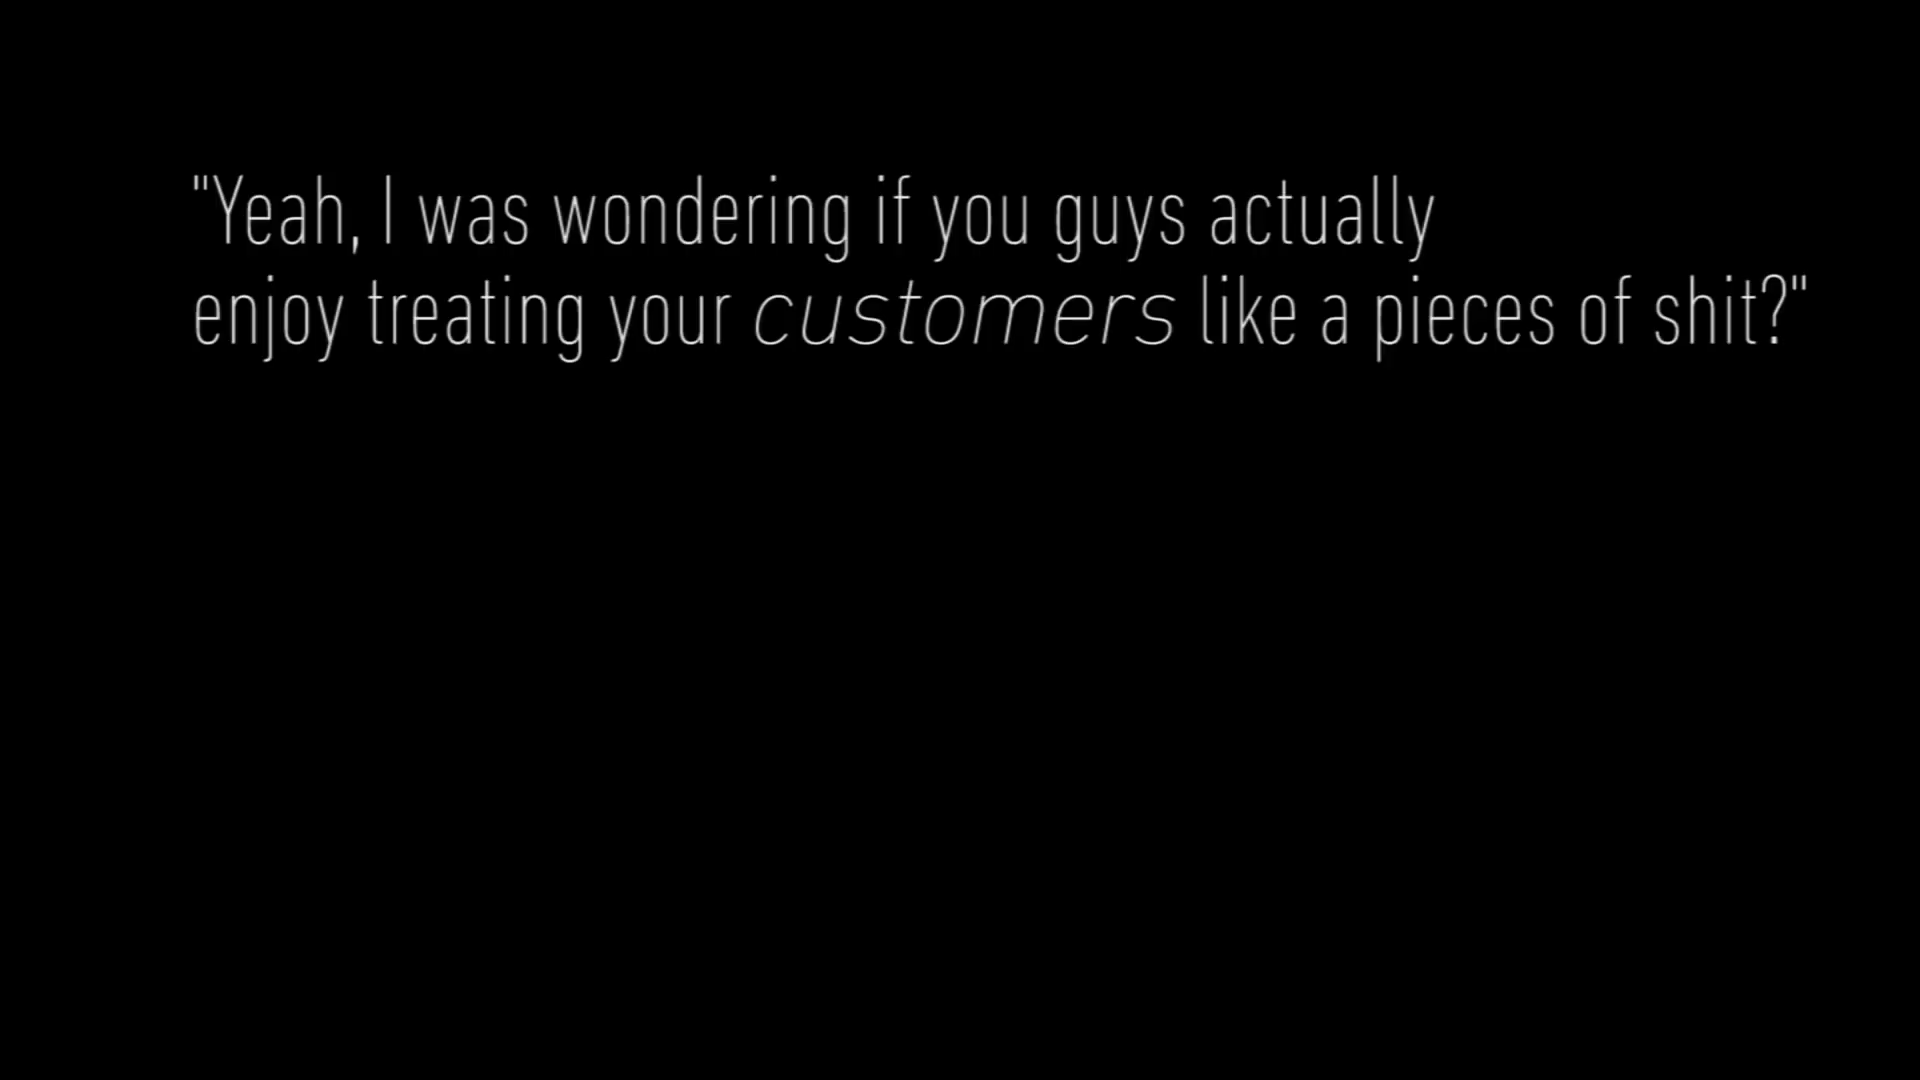 "Yeah, I was wondering if you guys actually
enjoy treating your customers like a pieces of shit?"